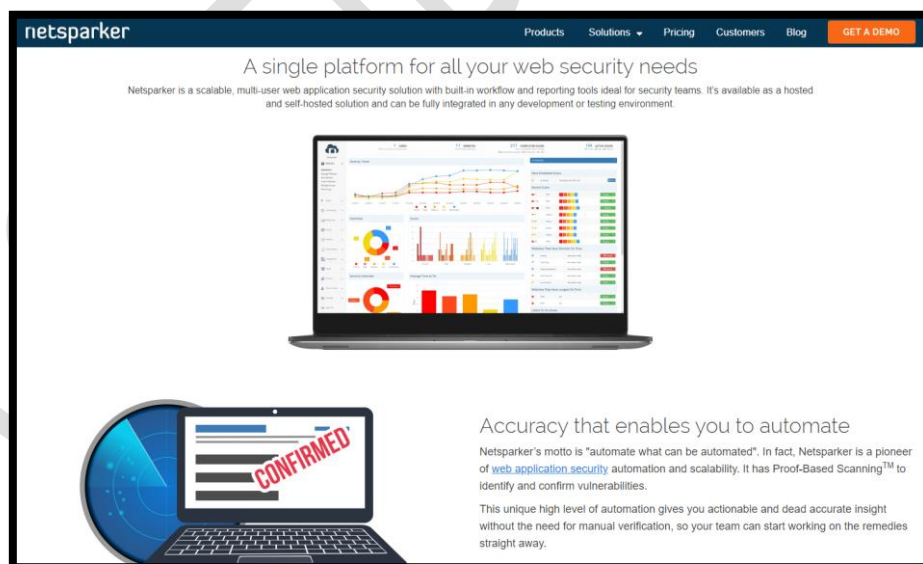 netsparker
Products Solutions Pricing Customers Blog GET A DEMO
A single platform for all your web security needs
Netsparker is a scalable, multi-user web application security solution with built-in workflow and reporting tools ideal for security teams. It's available as a hosted
and self-hosted solution and can be fully integrated in any development or testing environment.
CONFIRMED
Accuracy that enables you to automate
Netsparker's motto is "automate what can be automated". In fact, Netsparker is a pioneer
of web application security automation and scalability. It has Proof-Based Scanning™ to
identify and confirm vulnerabilities.
This unique high level of automation gives you actionable and dead accurate insight
without the need for manual verification, so your team can start working on the remedies
straight away.